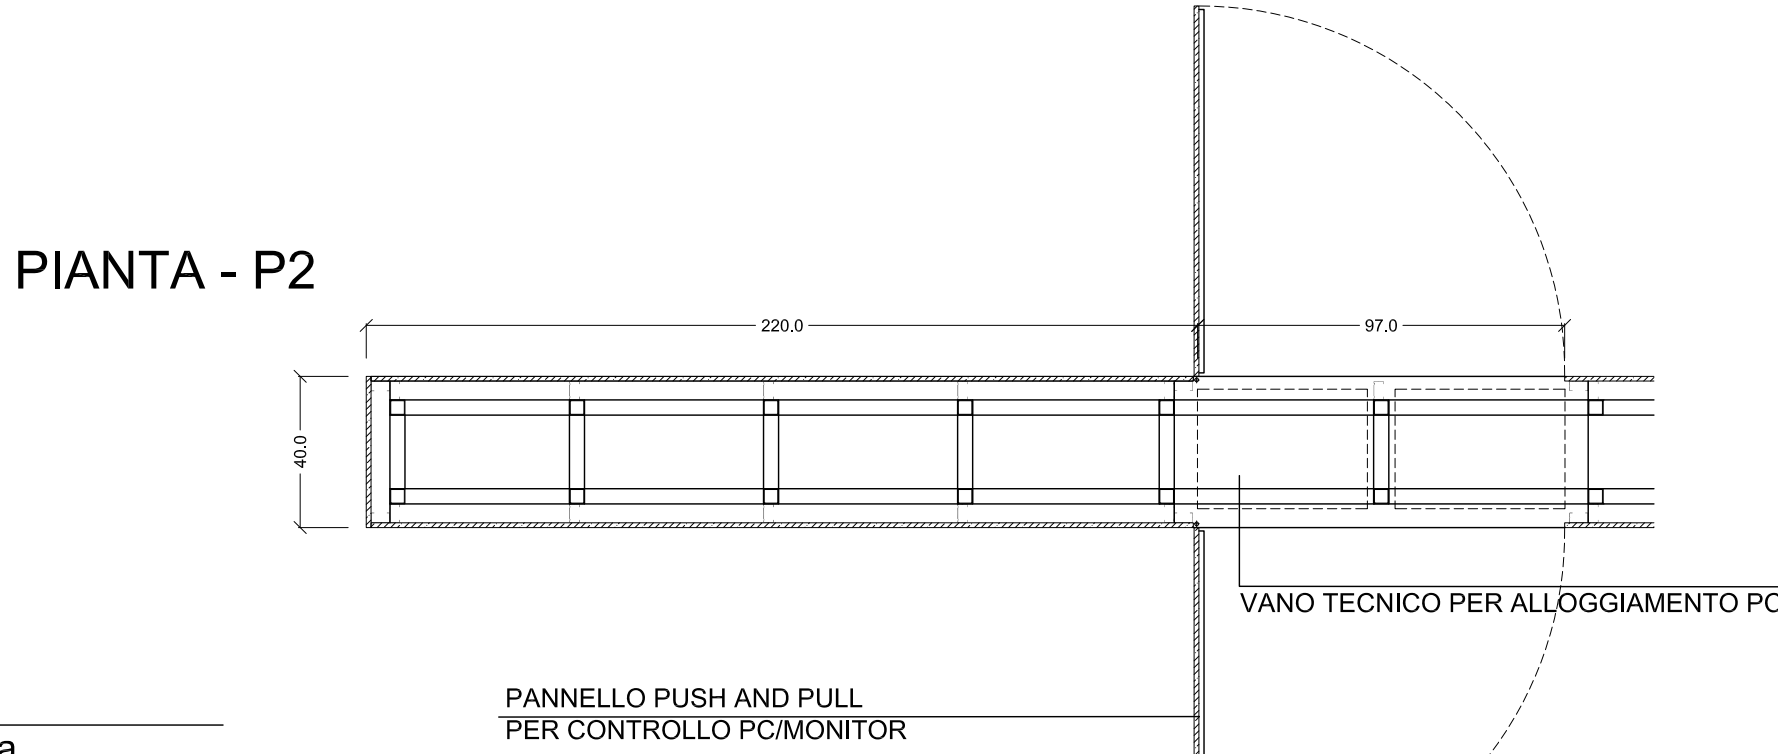 PIANTA - P2
220.0
97.0
40.0
VANO TECNICO PER ALLOGGIAMENTO PC
PANNELLO PUSH AND PULL
PER CONTROLLO PC/MONITOR
a